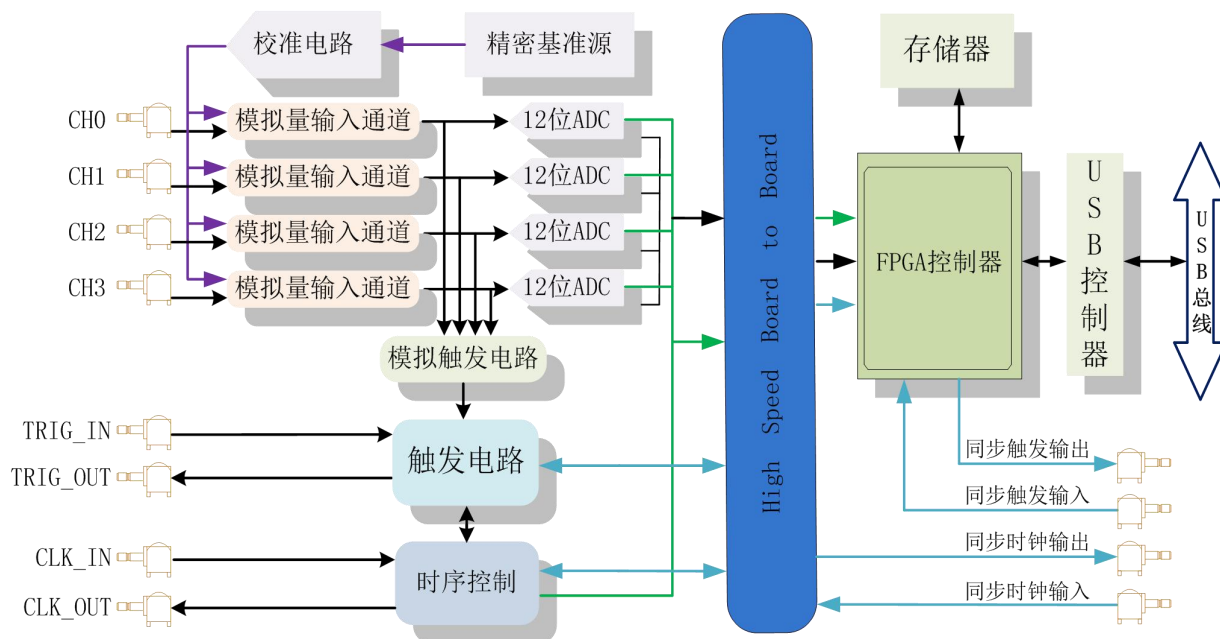 校准电路
精密基准源
存储器
CH0
模拟量输入通道
12位ADC
CH1
模拟量输入通道
12位ADC
CH2
模拟量输入通道
12位ADC
CH3
模拟量输入通道
12位ADC
High Speed Board to Board
FPGA控制器
USB控制器
USB总线
模拟触发电路
TRIG_IN
触发电路
TRIG_OUT
同步触发输出
同步触发输入
CLK_IN
时序控制
CLK_OUT
同步时钟输出
同步时钟输入